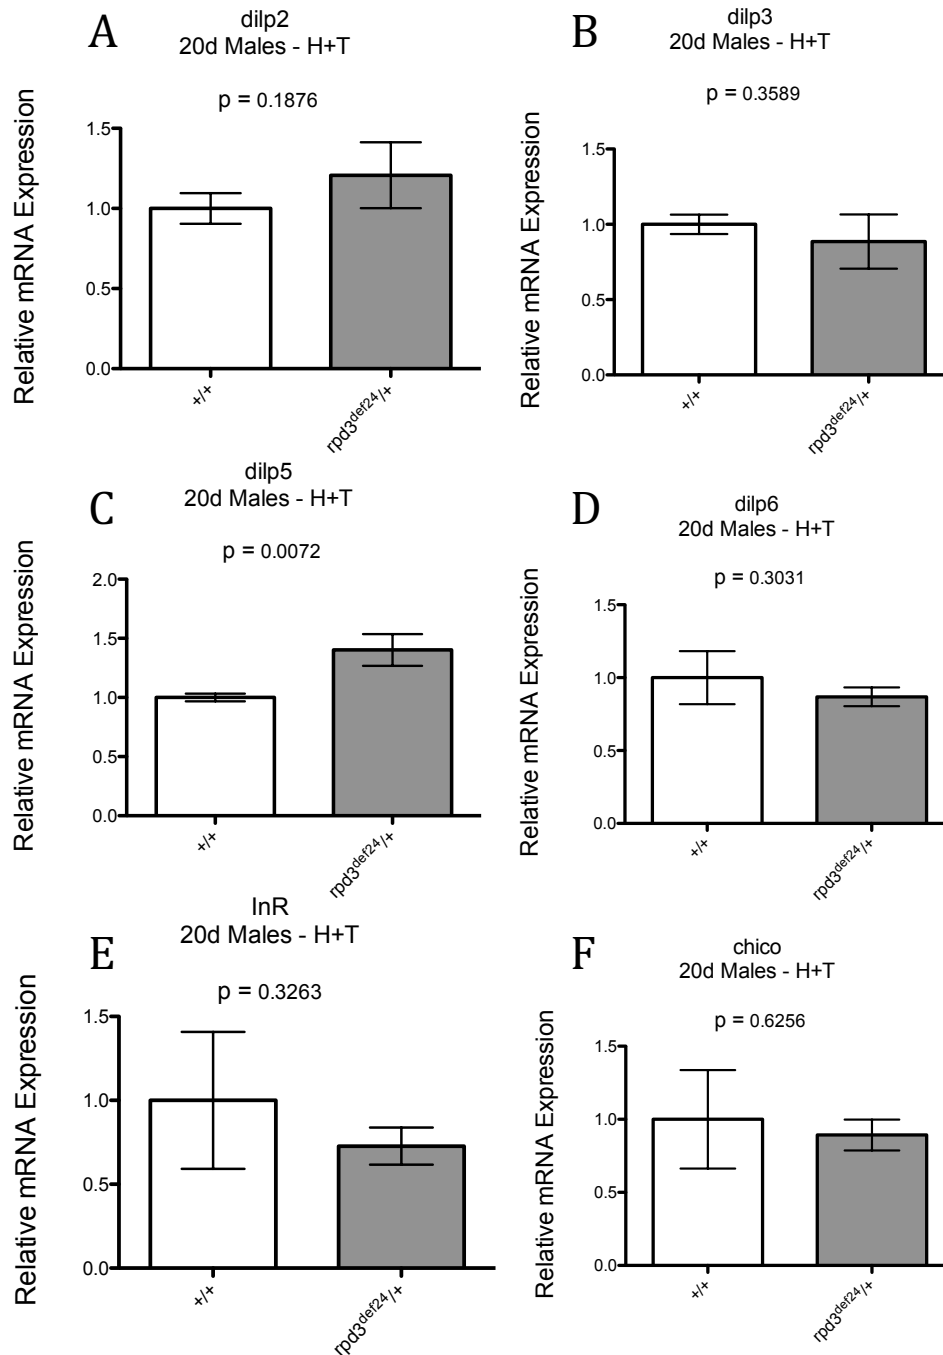 A
dilp2
20d Males - H+T
p = 0.1876
Relative mRNA Expression
1.5
1.0
0.5
0.0
+/+
rpd3def24/+
B
dilp3
20d Males - H+T
p = 0.3589
Relative mRNA Expression
1.5
1.0
0.5
0.0
+/+
rpd3def24/+
C
dilp5
20d Males - H+T
p = 0.0072
Relative mRNA Expression
2.0
1.5
1.0
0.5
0.0
+/+
rpd3def24/+
D
dilp6
20d Males - H+T
p = 0.3031
Relative mRNA Expression
1.5
1.0
0.5
0.0
+/+
rpd3def24/+
E
InR
20d Males - H+T
p = 0.3263
Relative mRNA Expression
1.5
1.0
0.5
0.0
+/+
rpd3def24/+
F
chico
20d Males - H+T
p = 0.6256
Relative mRNA Expression
1.5
1.0
0.5
0.0
+/+
rpd3def24/+